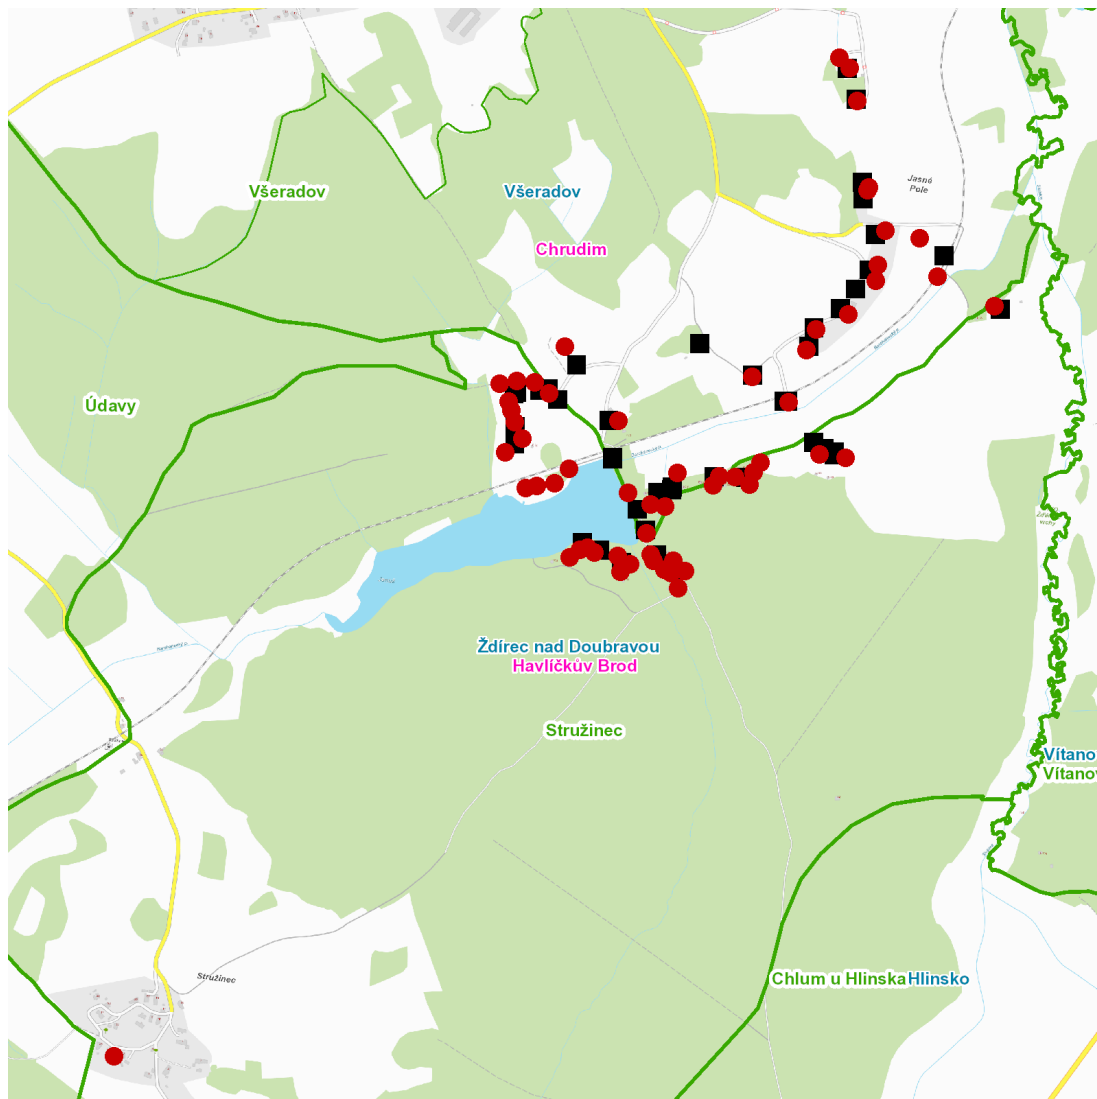 Jasné
Pole
Všeradov
Všeradov
Chrudim
Údavy
Ždírec nad Doubravou
Havlíčkův Brod
Stružinec
Vítano
Vítanov
Stružinec
Chlum u Hlinska
Hlinsko